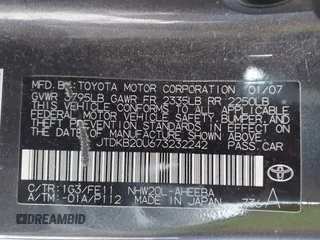 MFD.BY:TOYOTA MOTOR CORPORATION 01/07
GVWR 3795LB GAWR FR 2335LB RR 2250LB
THIS VEHICLE CONFORMS TO ALL APPLICABLE
FEDERAL MOTOR VEHICLE SAFETY, BUMPER, AND
THEFT PREVENTION STANDARDS IN EFFECT ON
THE DATE OF MANUFACTURE SHOWN ABOVE.
JTDKB20U673232242 PASS.CAR
TOYOTA
C/TR:1G3/FE11 NHW20L-AHEEBA
A/TM:-01A/P112 MADE IN JAPAN A
DREAMBID